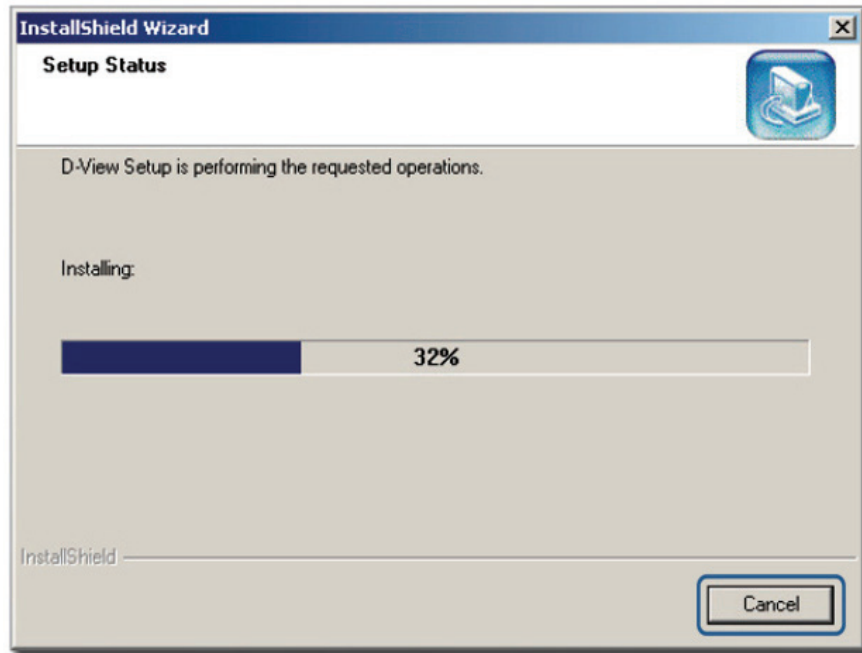 InstallShield Wizard
Setup Status
D-View Setup is performing the requested operations.
Installing:
32%
InstallShield
Cancel